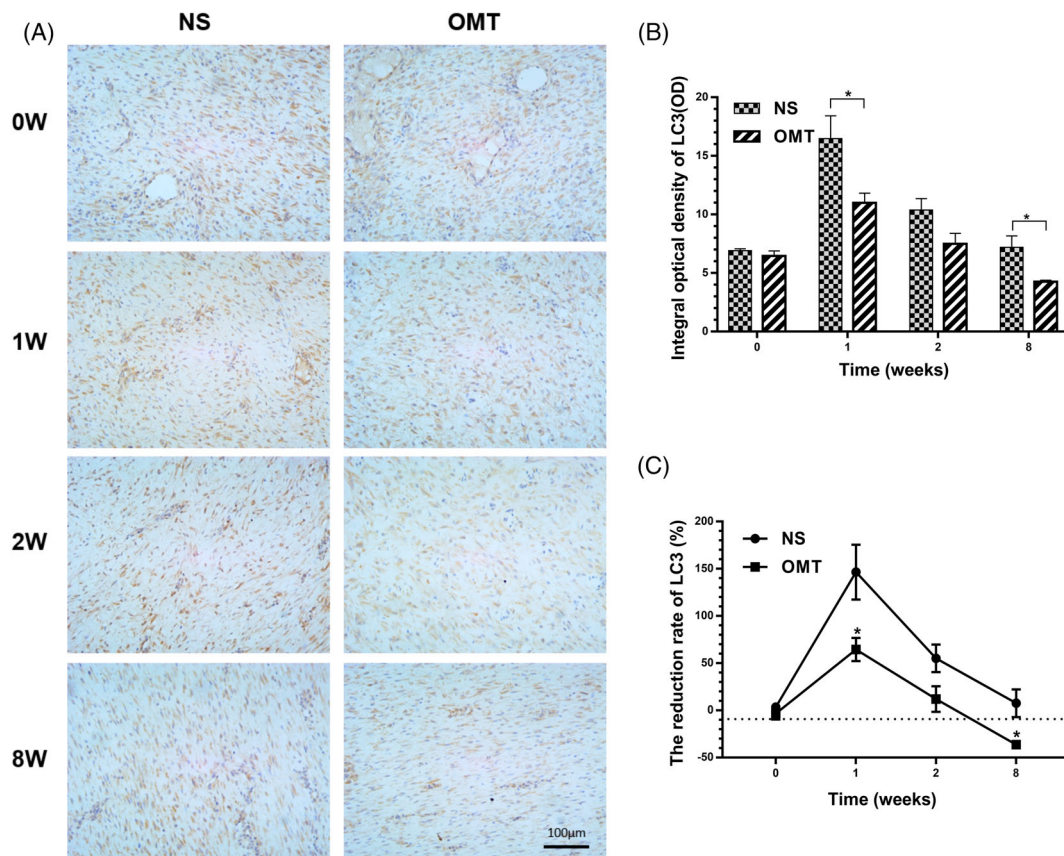 (A)
NS
OMT
0W
1W
2W
8W
100μm
(B)
Integral optical density of LC3(OD)
20
15
10
5
0
NS
OMT
*
*
0
1
2
8
Time (weeks)
(C)
The reduction rate of LC3 (%)
200
150
100
50
0
-50
NS
OMT
*
*
0
1
2
8
Time (weeks)